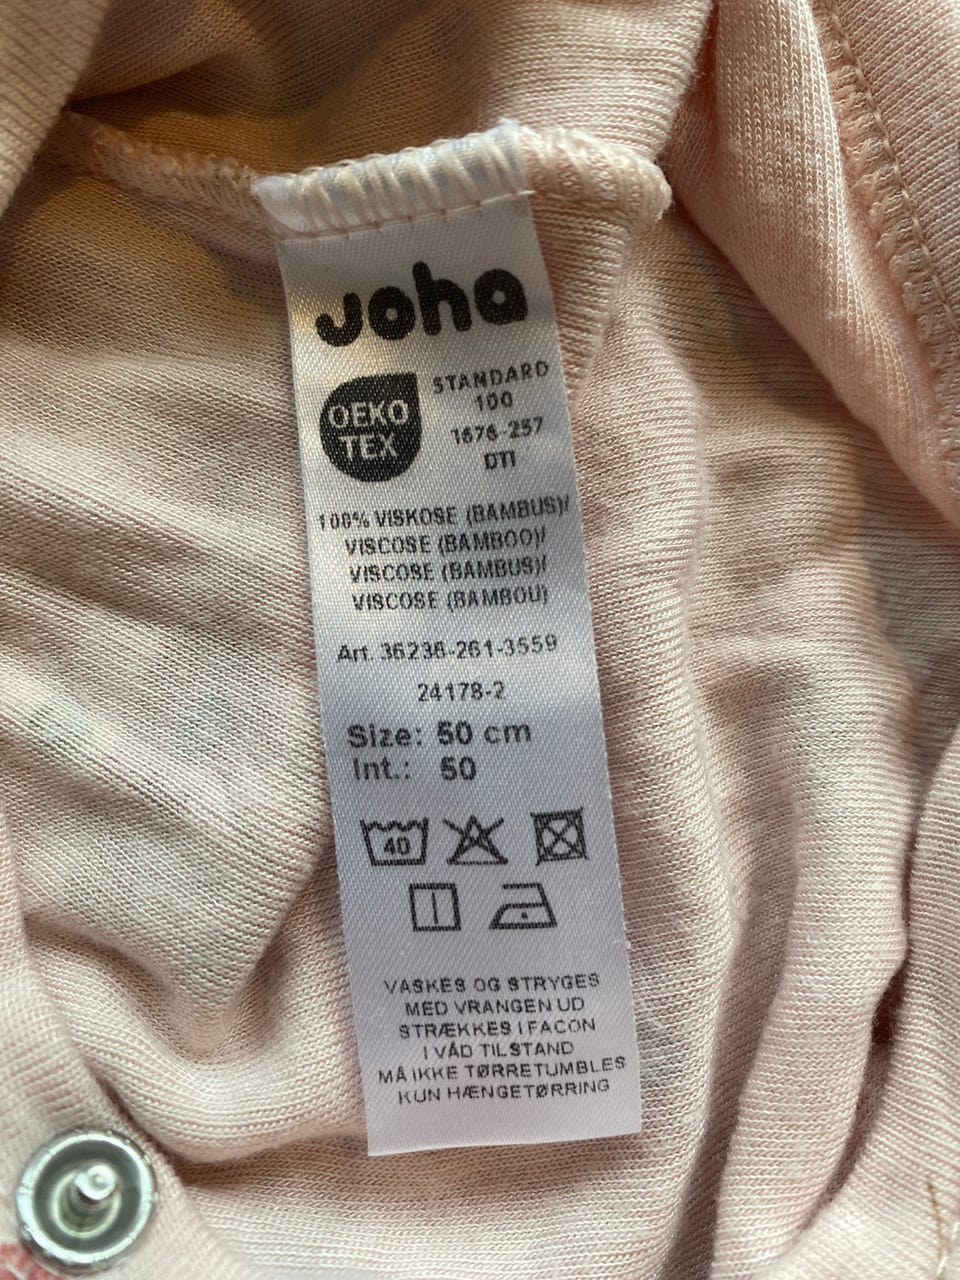 Joha
OEKO
TEX
STANDARD
100
1676-257
DTI
100% VISKOSE (BAMBUS)/
VISCOSE (BAMBOO)/
VISCOSE (BAMBUS)/
VISCOSE (BAMBOU)
Art. 36236-261-3559
24178-2
Size: 50 cm
Int.: 50
40
VASKES OG STRYGES
MED VRANGEN UD
STRÆKKES I FACON
I VÅD TILSTAND
MÅ IKKE TØRRETUMBLES
KUN HÆNGETØRRING